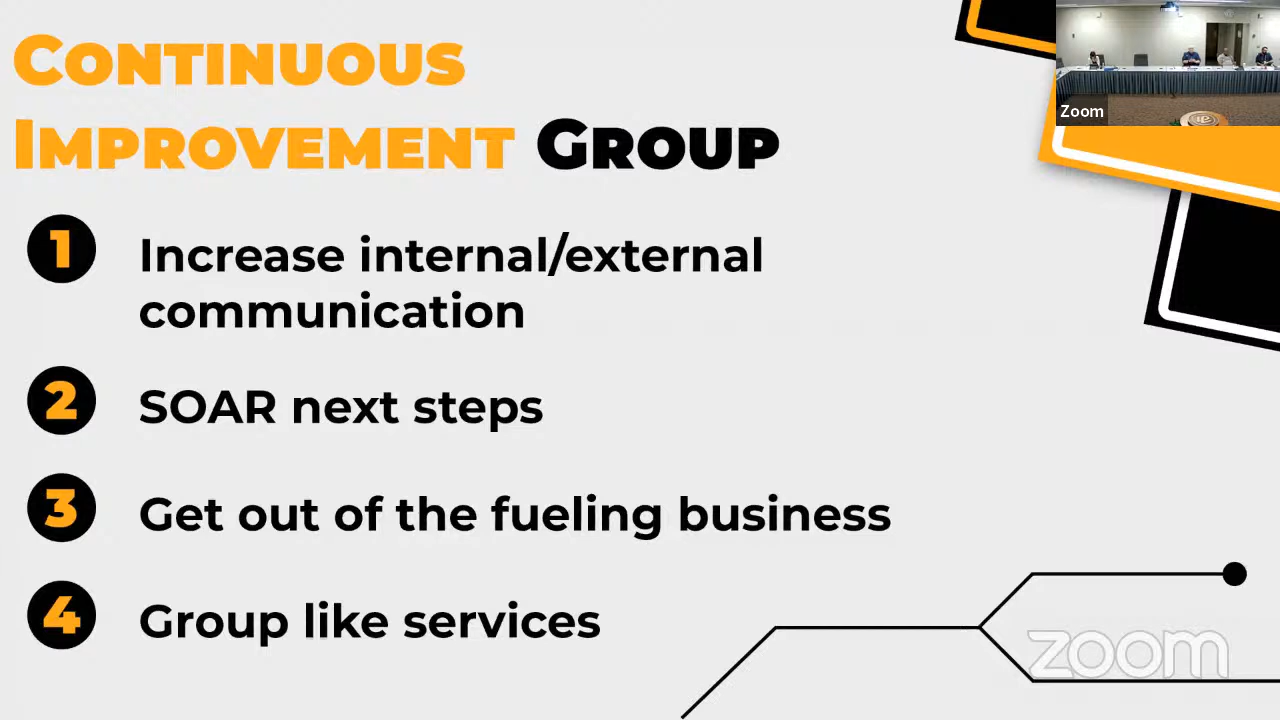 Continuous
Improvement Group
Zoom
1 Increase internal/external
communication
2 SOAR next steps
3 Get out of the fueling business
4 Group like services
zoom